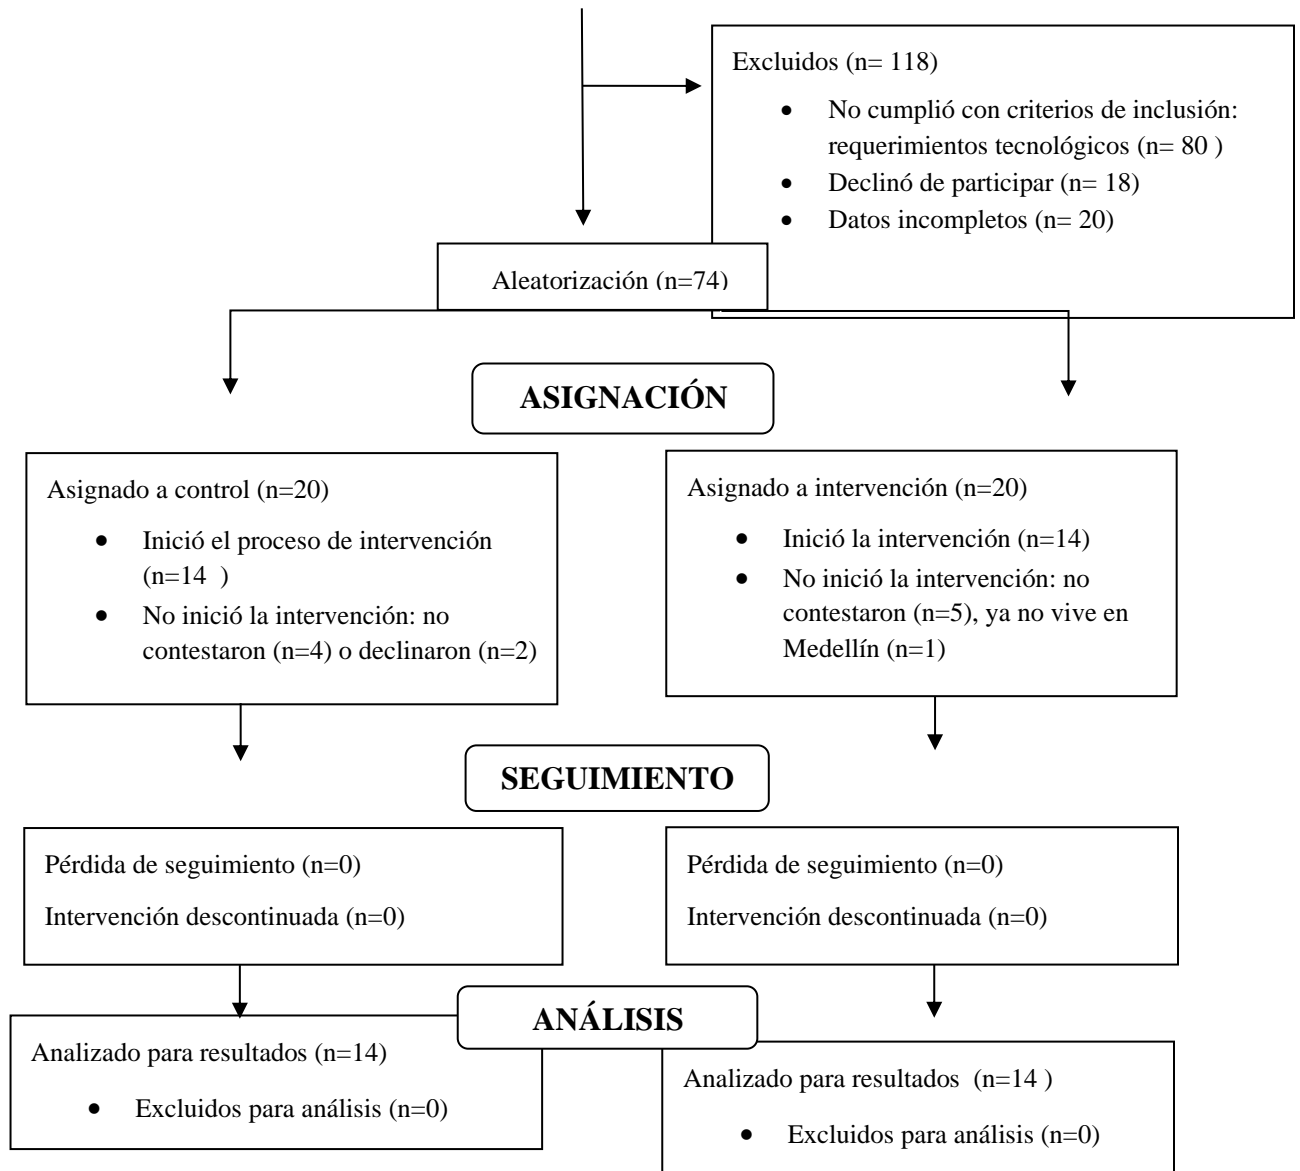 Excluidos (n= 118)
• No cumplió con criterios de inclusión:
requerimientos tecnológicos (n= 80 )
• Declinó de participar (n= 18)
• Datos incompletos (n= 20)
Aleatorización (n=74)
ASIGNACIÓN
Asignado a control (n=20)
• Inició el proceso de intervención
(n=14 )
• No inició la intervención: no
contestaron (n=4) o declinaron (n=2)
Asignado a intervención (n=20)
• Inició la intervención (n=14)
• No inició la intervención: no
contestaron (n=5), ya no vive en
Medellín (n=1)
SEGUIMIENTO
Pérdida de seguimiento (n=0)
Intervención descontinuada (n=0)
Pérdida de seguimiento (n=0)
Intervención descontinuada (n=0)
ANÁLISIS
Analizado para resultados (n=14)
• Excluidos para análisis (n=0)
Analizado para resultados (n=14 )
• Excluidos para análisis (n=0)